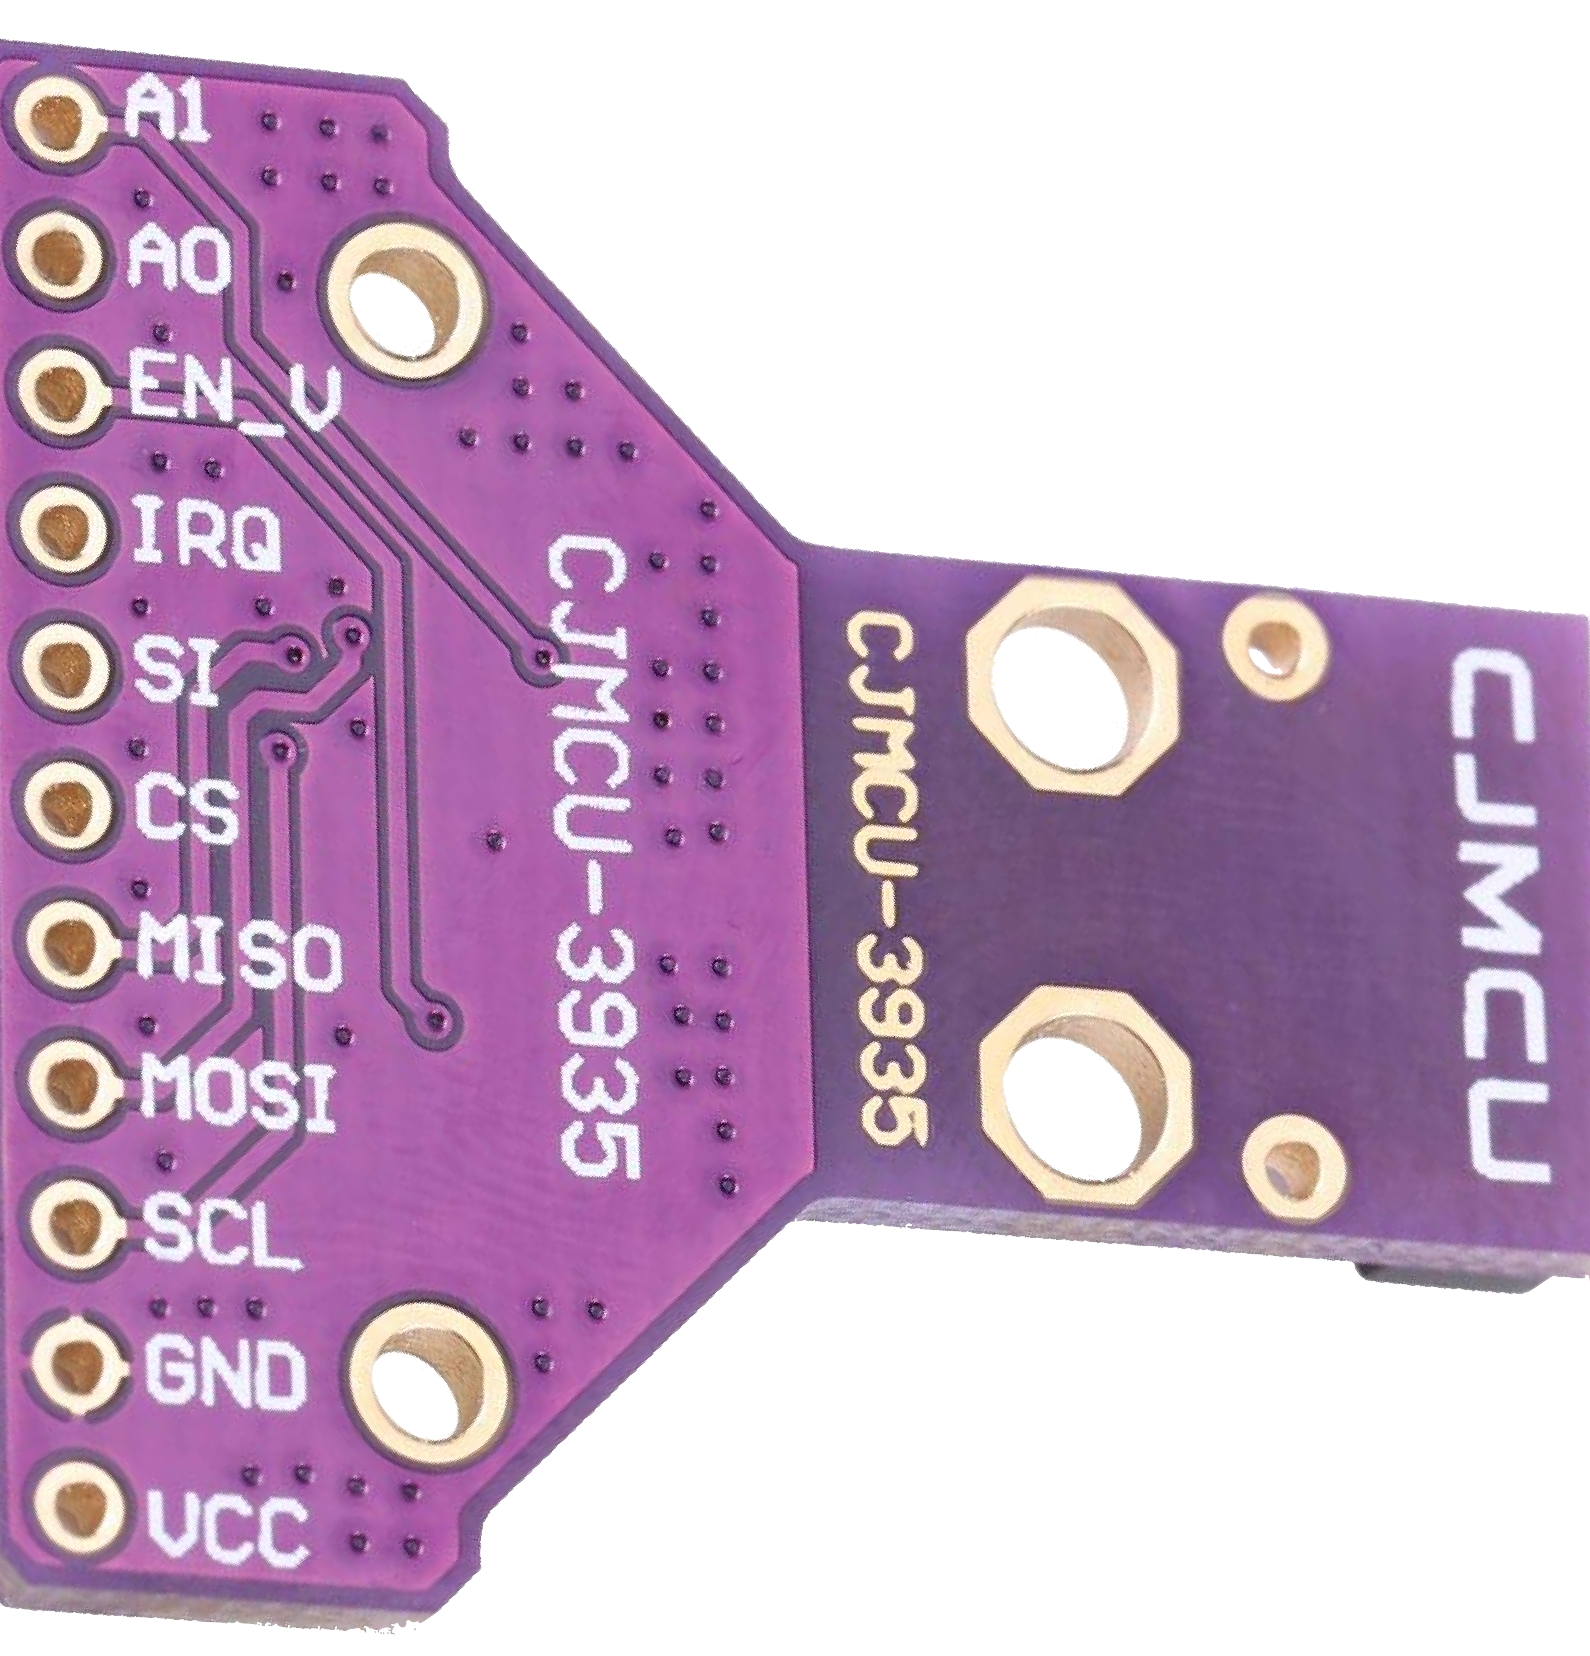 A1
A0
EN_V
IRQ
SI
CS
MISO
MOSI
SCL
GND
VCC
CJMCU-3935
CJMCU-3935
CJMCU